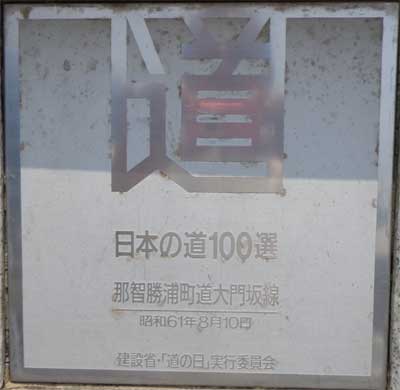 道
日本の道100選
那智勝浦町道大門坂線
昭和61年8月10日
建設省・「道の日」実行委員会